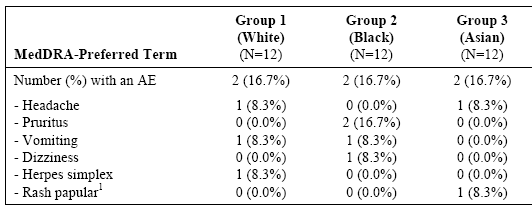 Group 1 Group 2 Group 3
(White) (Black) (Asian)
MedDRA-Preferred Term (N=12) (N=12) (N=12)
Number (%) with an AE 2 (16.7%) 2 (16.7%) 2 (16.7%)
- Headache 1 (8.3%) 0 (0.0%) 1 (8.3%)
- Pruritus 0 (0.0%) 2 (16.7%) 0 (0.0%)
- Vomiting 1 (8.3%) 1 (8.3%) 0 (0.0%)
- Dizziness 0 (0.0%) 1 (8.3%) 0 (0.0%)
- Herpes simplex 1 (8.3%) 0 (0.0%) 0 (0.0%)
- Rash papular¹ 0 (0.0%) 0 (0.0%) 1 (8.3%)